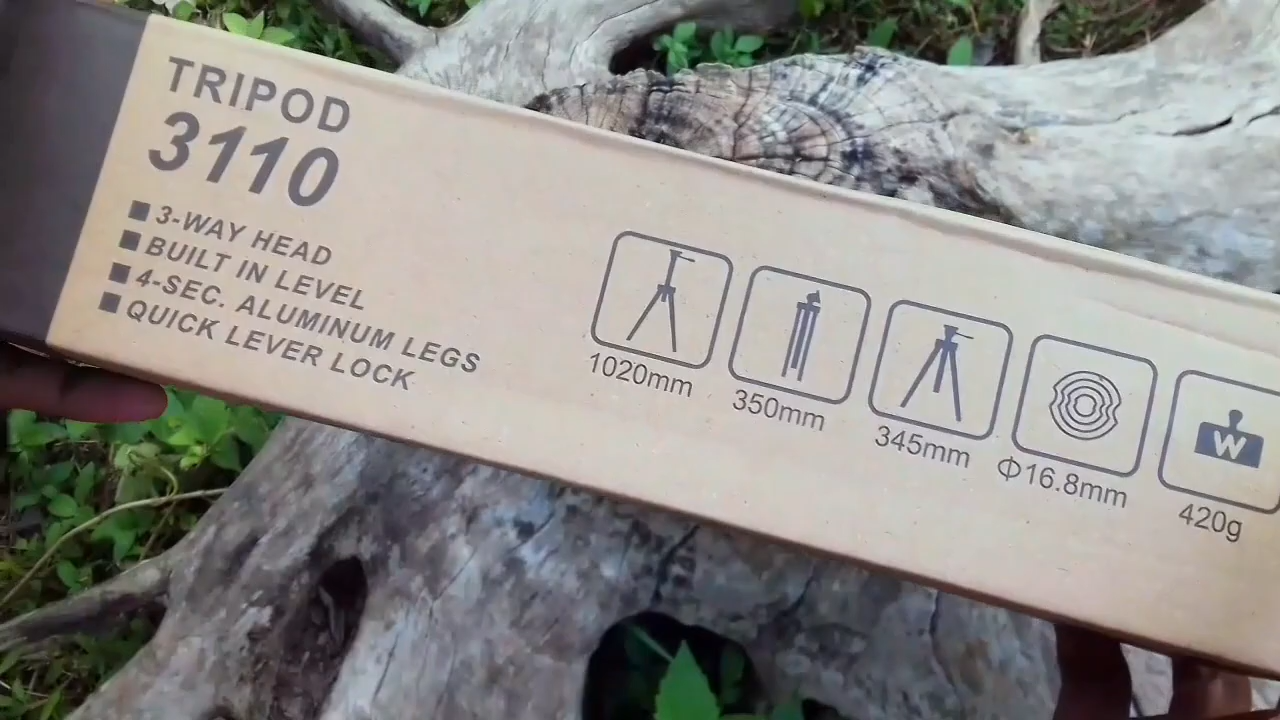 TRIPOD
3110
3-WAY HEAD
BUILT IN LEVEL
4-SEC. ALUMINUM LEGS
QUICK LEVER LOCK
1020mm
350mm
345mm
Φ16.8mm
W
420g